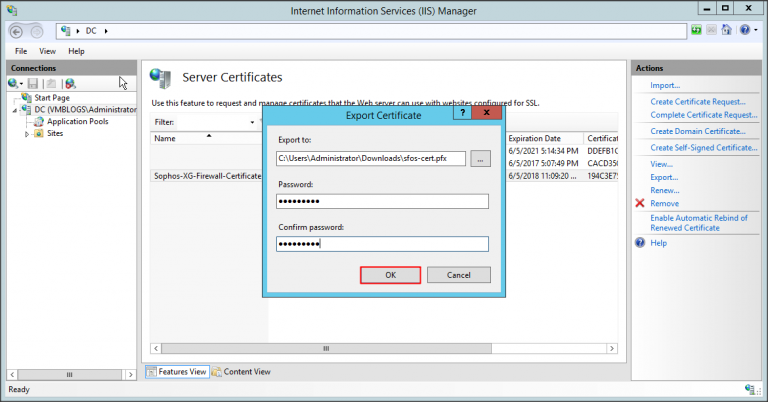 Internet Information Services (IIS) Manager
DC
File View Help
Connections
Start Page
DC (VMBLOGS\Administrator
Application Pools
Sites
Server Certificates
Use this feature to request and manage certificates that the Web server can use with websites configured for SSL.
Filter:
Name Expiration Date Certificat
6/5/2021 5:14:34 PM DDEFB1C
6/5/2017 5:07:49 PM CACD350
Sophos-XG-Firewall-Certificate 6/5/2018 11:09:20 ... 194C3E75
Export Certificate
? X
Export to:
C:\Users\Administrator\Downloads\sfos-cert.pfx ...
Password:
●●●●●●●●●
Confirm password:
●●●●●●●●●
OK Cancel
Features View Content View
Actions
Import...
Create Certificate Request...
Complete Certificate Request...
Create Domain Certificate...
Create Self-Signed Certificate...
View...
Export...
Renew...
Remove
Enable Automatic Rebind of
Renewed Certificate
Help
Ready